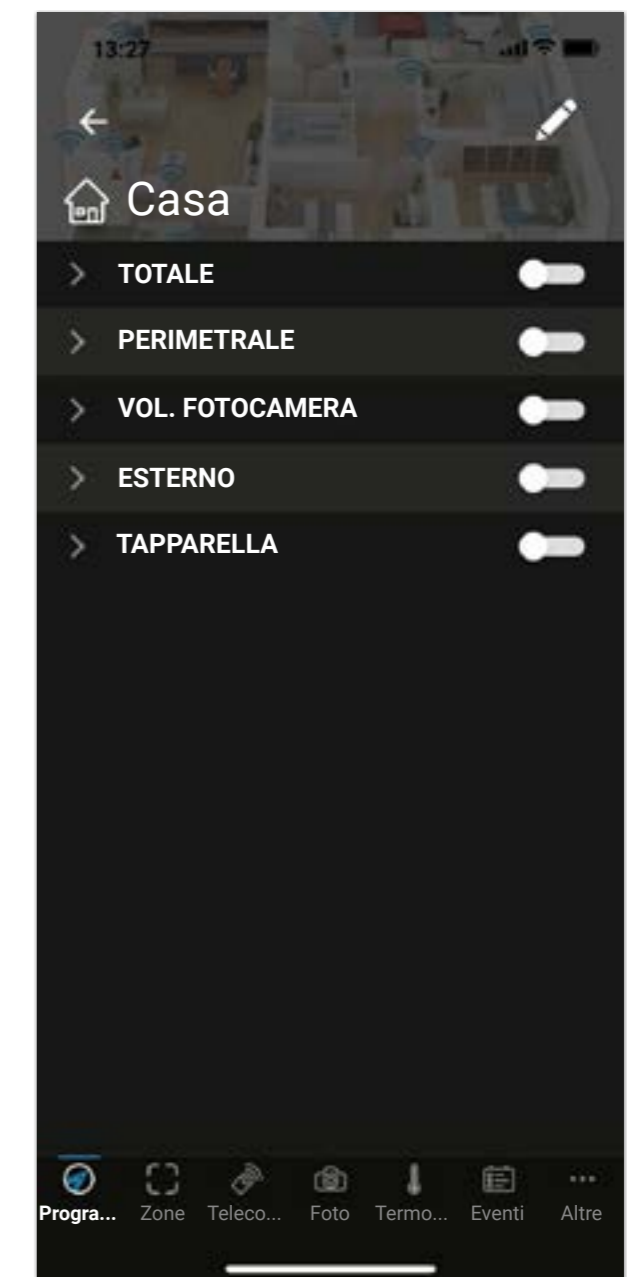 13:27
Casa
TOTALE
PERIMETRALE
VOL. FOTOCAMERA
ESTERNO
TAPPARELLA
Progra... Zone Teleco... Foto Termo... Eventi Altre